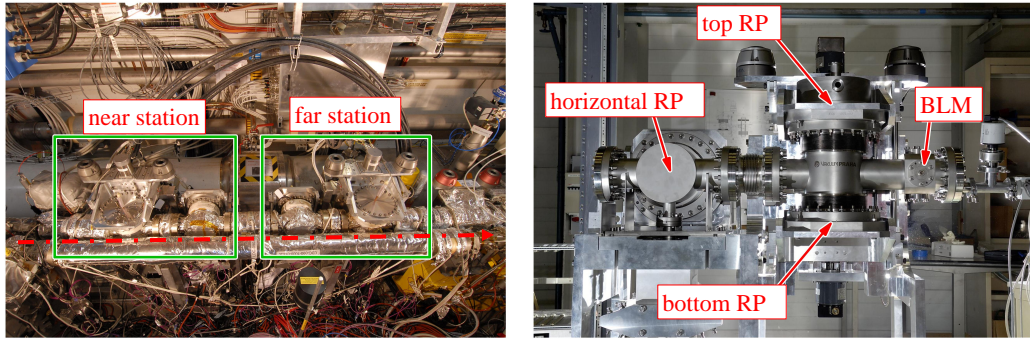 near station
far station
top RP
horizontal RP
BLM
bottom RP